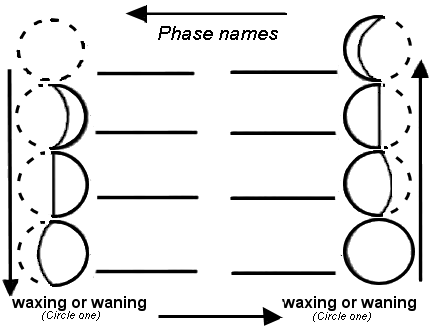 Phase names
waxing or waning
(Circle one)
waxing or waning
(Circle one)